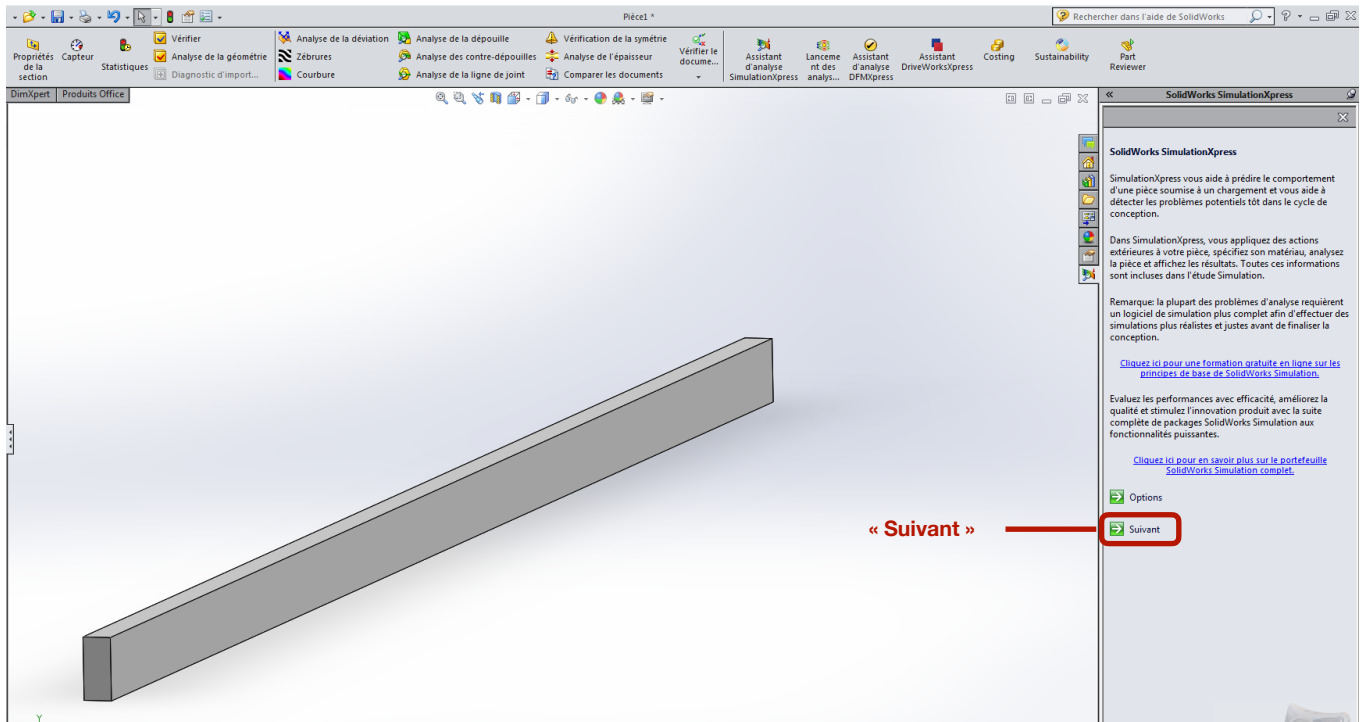 Pièce1 *
Rechercher dans l'aide de SolidWorks
?
Propriétés de la section
Capteur
Statistiques
Vérifier
Analyse de la géométrie
Diagnostic d'import...
Analyse de la déviation
Zébrures
Courbure
Analyse de la dépouille
Analyse des contre-dépouilles
Analyse de la ligne de joint
Vérification de la symétrie
Analyse de l'épaisseur
Comparer les documents
Vérifier le docume...
Assistant d'analyse SimulationXpress
Lanceme nt des analys...
Assistant d'analyse DFMXpress
Assistant DriveWorksXpress
Costing
Sustainability
Part Reviewer
DimXpert
Produits Office
« SolidWorks SimulationXpress
SolidWorks SimulationXpress
SimulationXpress vous aide à prédire le comportement
d'une pièce soumise à un chargement et vous aide à
détecter les problèmes potentiels tôt dans le cycle de
conception.
Dans SimulationXpress, vous appliquez des actions
extérieures à votre pièce, spécifiez son matériau, analysez
la pièce et affichez les résultats. Toutes ces informations
sont incluses dans l'étude Simulation.
Remarque: la plupart des problèmes d'analyse requièrent
un logiciel de simulation plus complet afin d'effectuer des
simulations plus réalistes et justes avant de finaliser la
conception.
Cliquez ici pour une formation gratuite en ligne sur les
principes de base de SolidWorks Simulation.
Evaluez les performances avec efficacité, améliorez la
qualité et stimulez l'innovation produit avec la suite
complète de packages SolidWorks Simulation aux
fonctionnalités puissantes.
Cliquez ici pour en savoir plus sur le portefeuille
SolidWorks Simulation complet.
Options
« Suivant »
Suivant
Y